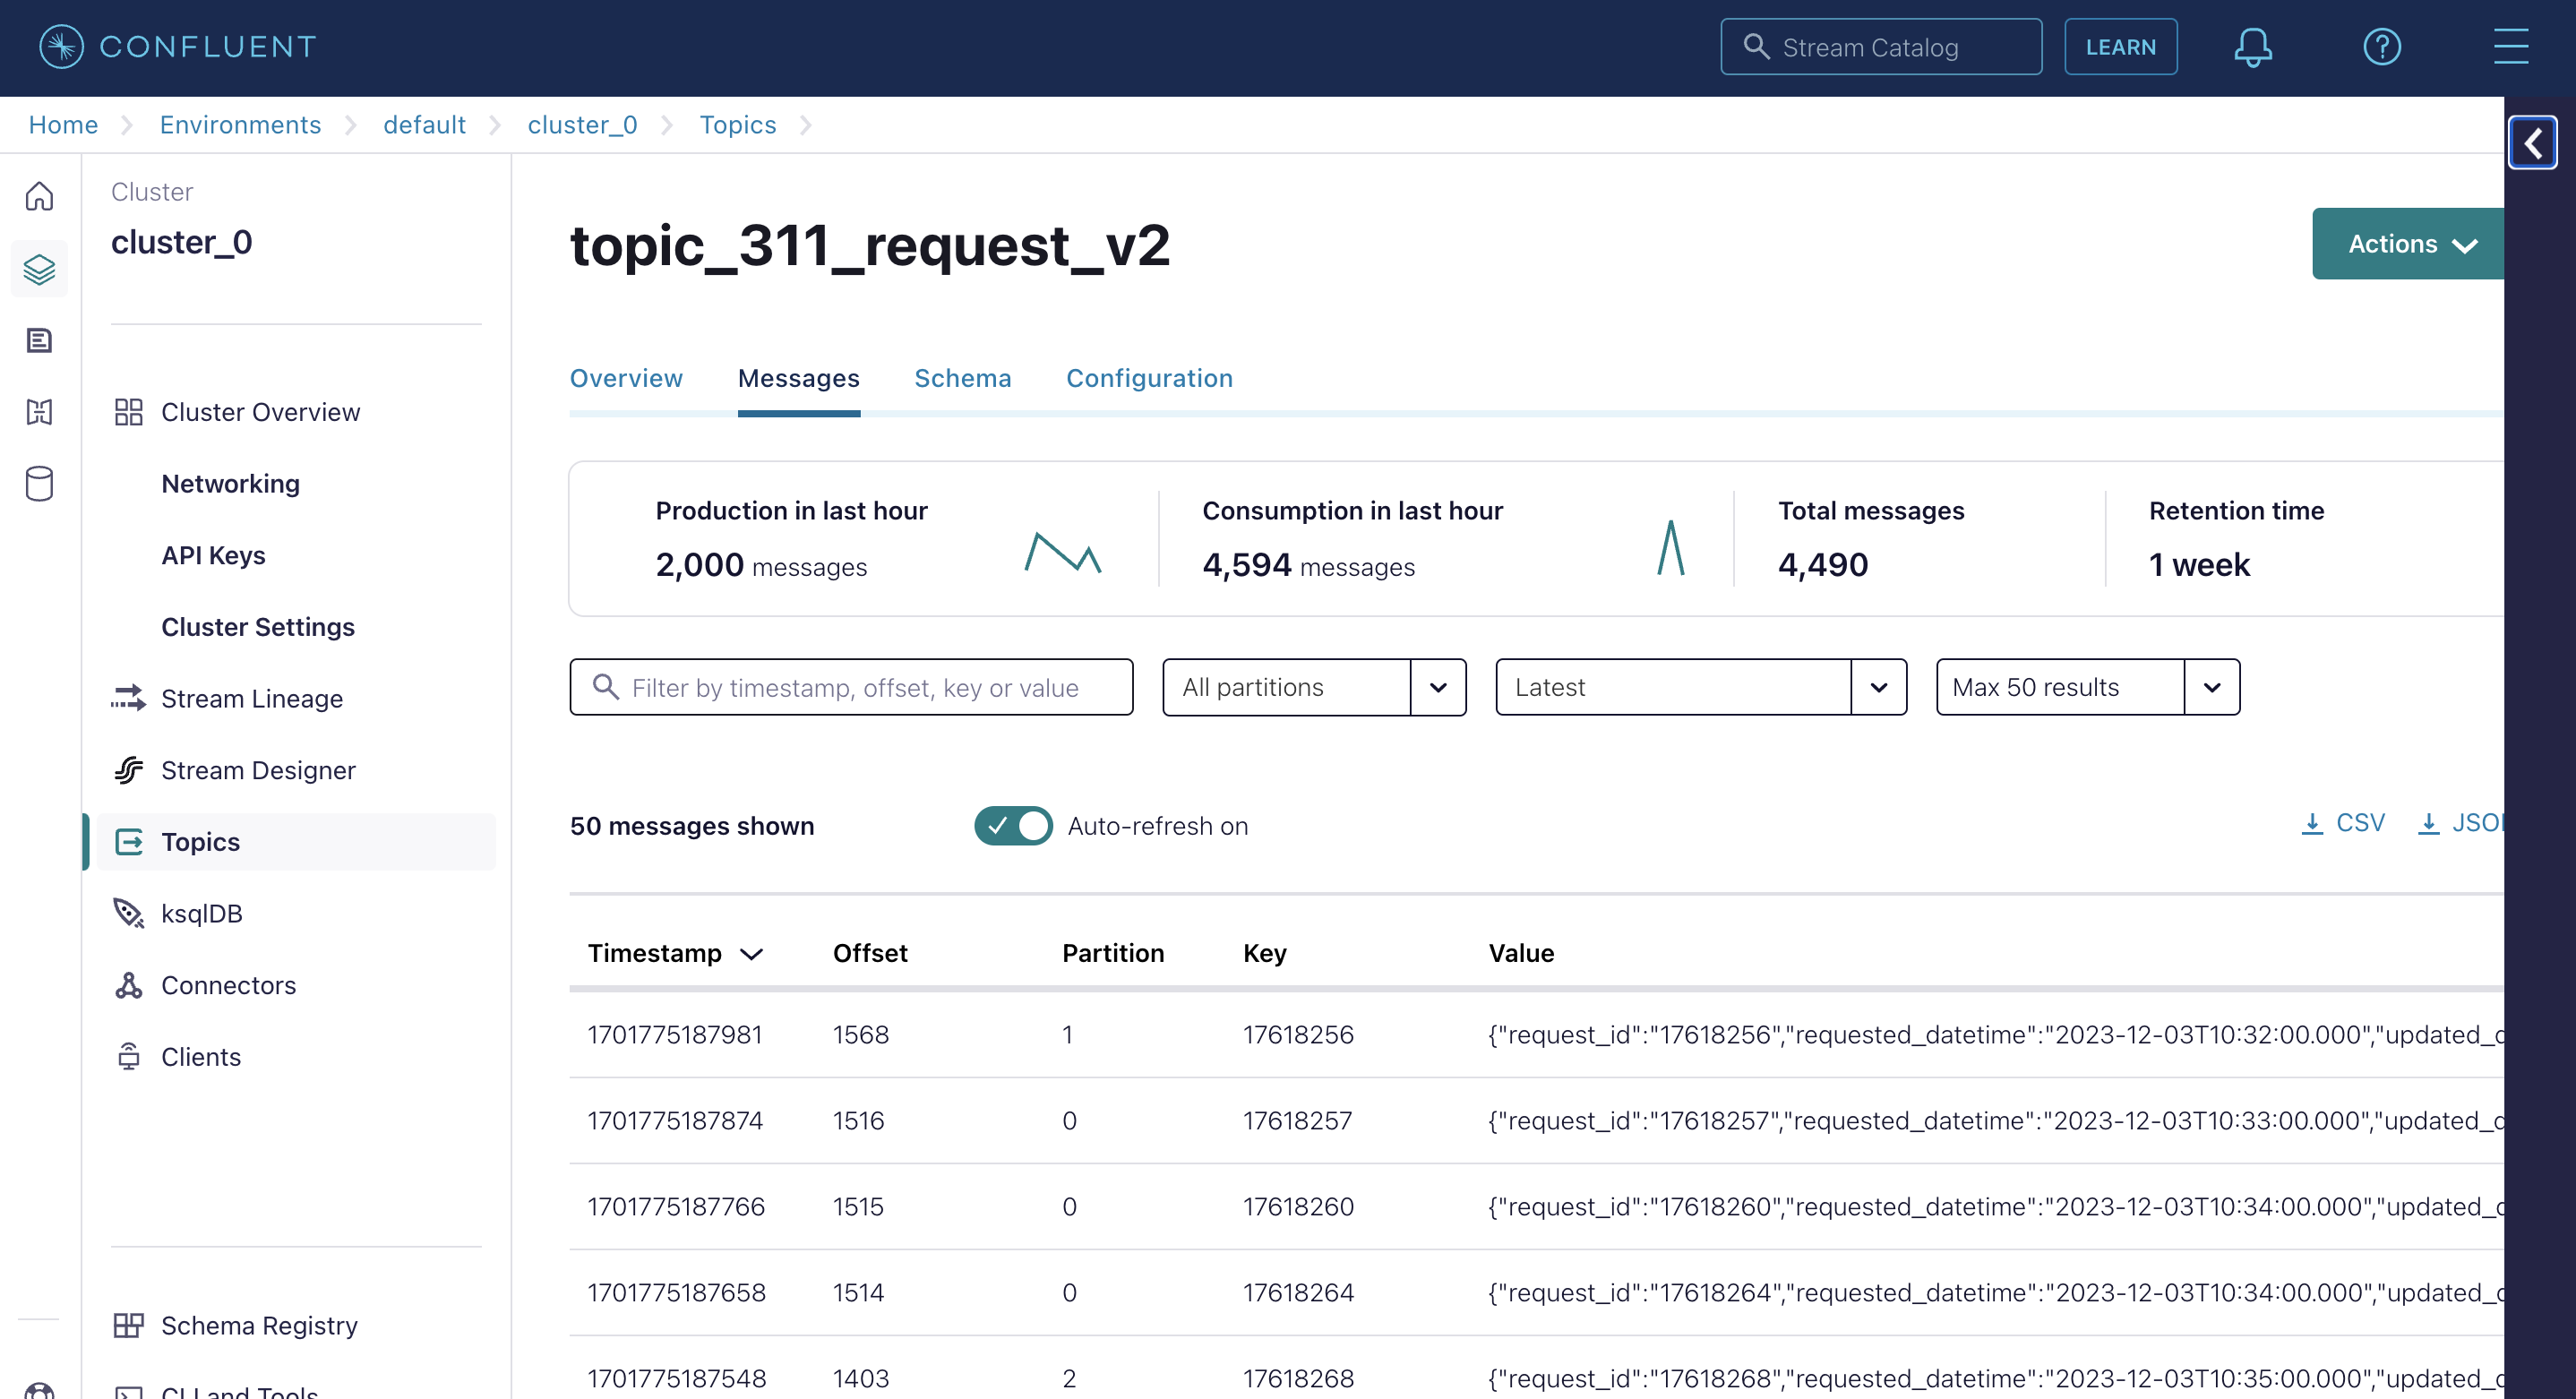 CONFLUENT
Stream Catalog
LEARN
Home
Environments
default
cluster_0
Topics
Cluster
cluster_0
Cluster Overview
Networking
API Keys
Cluster Settings
Stream Lineage
Stream Designer
Topics
ksqlDB
Connectors
Clients
Schema Registry
CLI and Tools
topic_311_request_v2
Actions
Overview Messages Schema Configuration
Production in last hour
2,000 messages
Consumption in last hour
4,594 messages
Total messages
4,490
Retention time
1 week
Filter by timestamp, offset, key or value
All partitions
Latest
Max 50 results
50 messages shown
Auto-refresh on
CSV
JSO
Timestamp Offset Partition Key Value
1701775187981 1568 1 17618256 {"request_id":"17618256","requested_datetime":"2023-12-03T10:32:00.000","updated_d
1701775187874 1516 0 17618257 {"request_id":"17618257","requested_datetime":"2023-12-03T10:33:00.000","updated_d
1701775187766 1515 0 17618260 {"request_id":"17618260","requested_datetime":"2023-12-03T10:34:00.000","updated_d
1701775187658 1514 0 17618264 {"request_id":"17618264","requested_datetime":"2023-12-03T10:34:00.000","updated_d
1701775187548 1403 2 17618268 {"request_id":"17618268","requested_datetime":"2023-12-03T10:35:00.000","updated_d